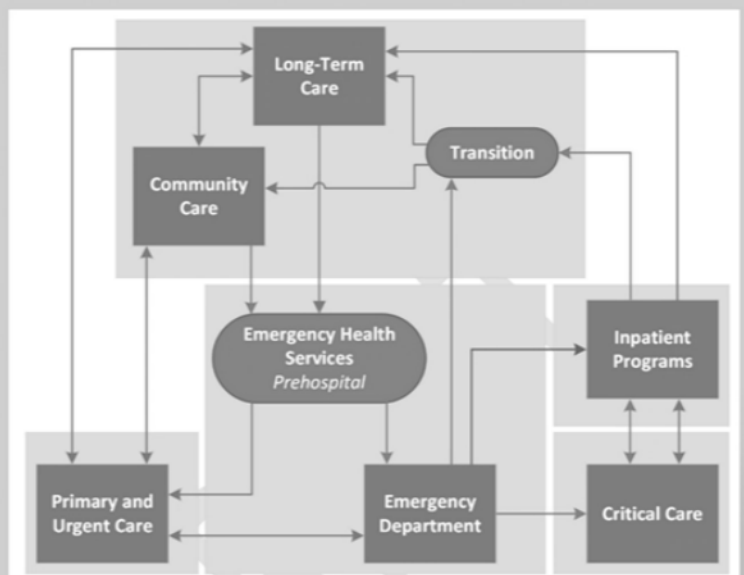 Long-Term
Care
Transition
Community
Care
Emergency Health
Services
Prehospital
Inpatient
Programs
Primary and
Urgent Care
Emergency
Department
Critical Care